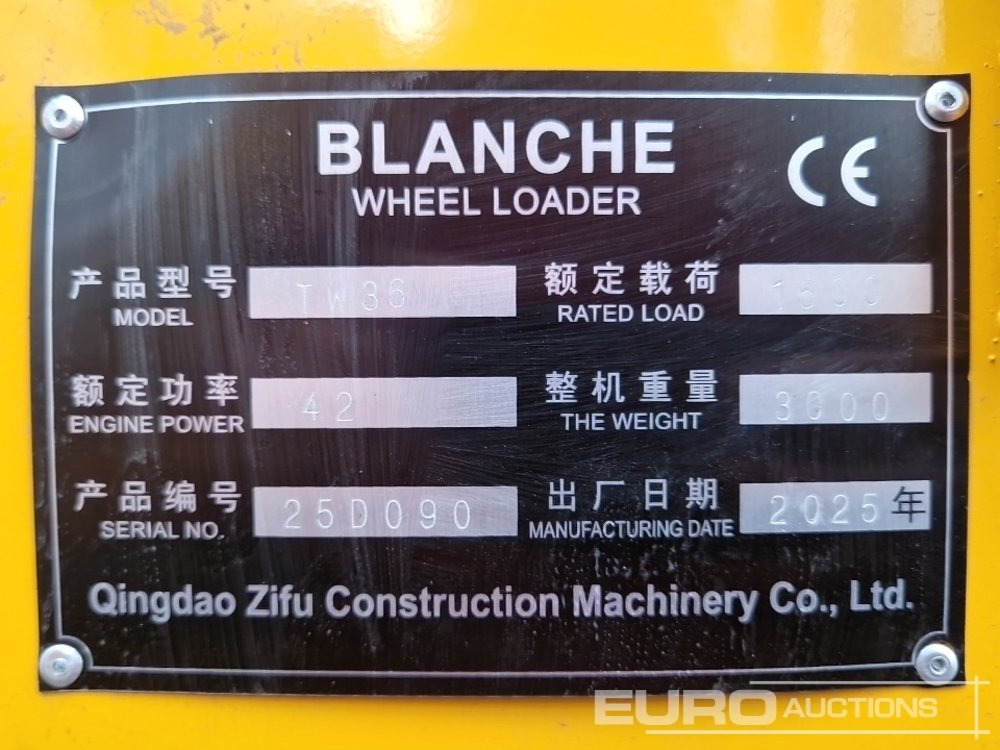 BLANCHE
WHEEL LOADER
CE
产品型号 TW36
MODEL
额定载荷 1600
RATED LOAD
额定功率 42
ENGINE POWER
整机重量 3000
THE WEIGHT
产品编号 25D090
SERIAL NO.
出厂日期 2025年
MANUFACTURING DATE
Qingdao Zifu Construction Machinery Co., Ltd.
EURO AUCTIONS